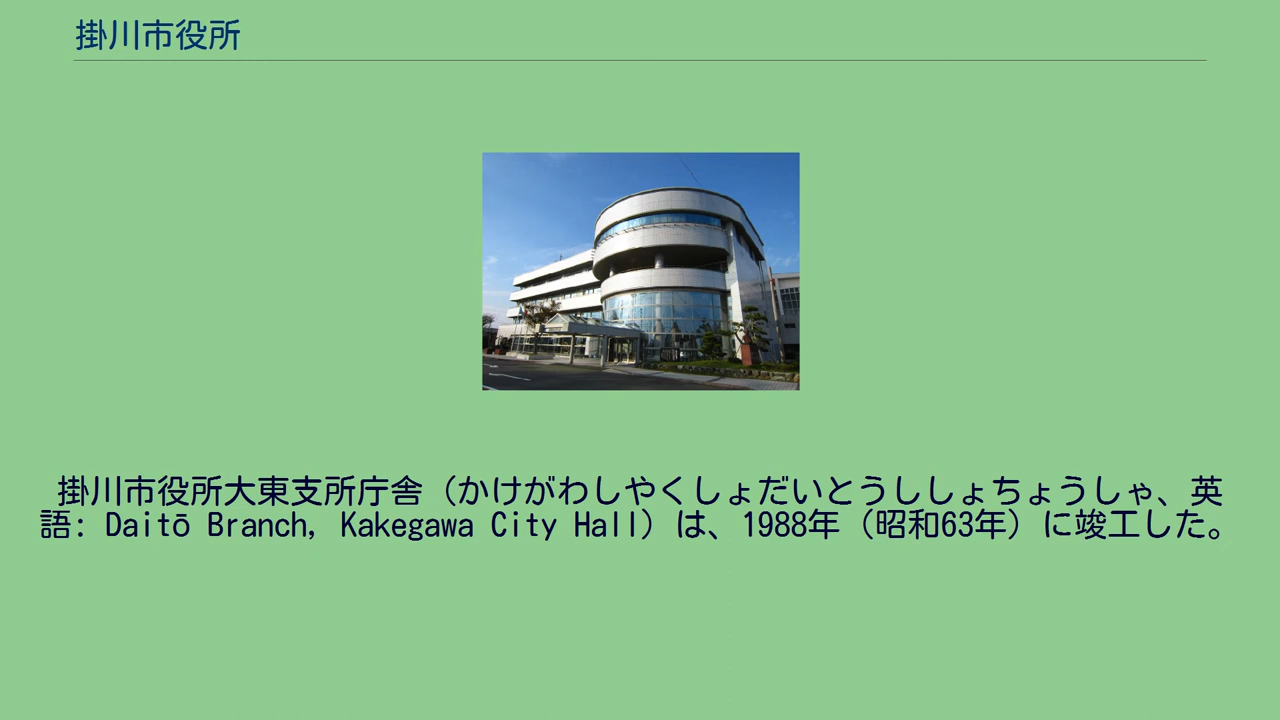 掛川市役所
掛川市役所大東支所庁舎（かけがわしやくしょだいとうししょちょうしゃ、英
語: Daitō Branch, Kakegawa City Hall）は、1988年（昭和63年）に竣工した。